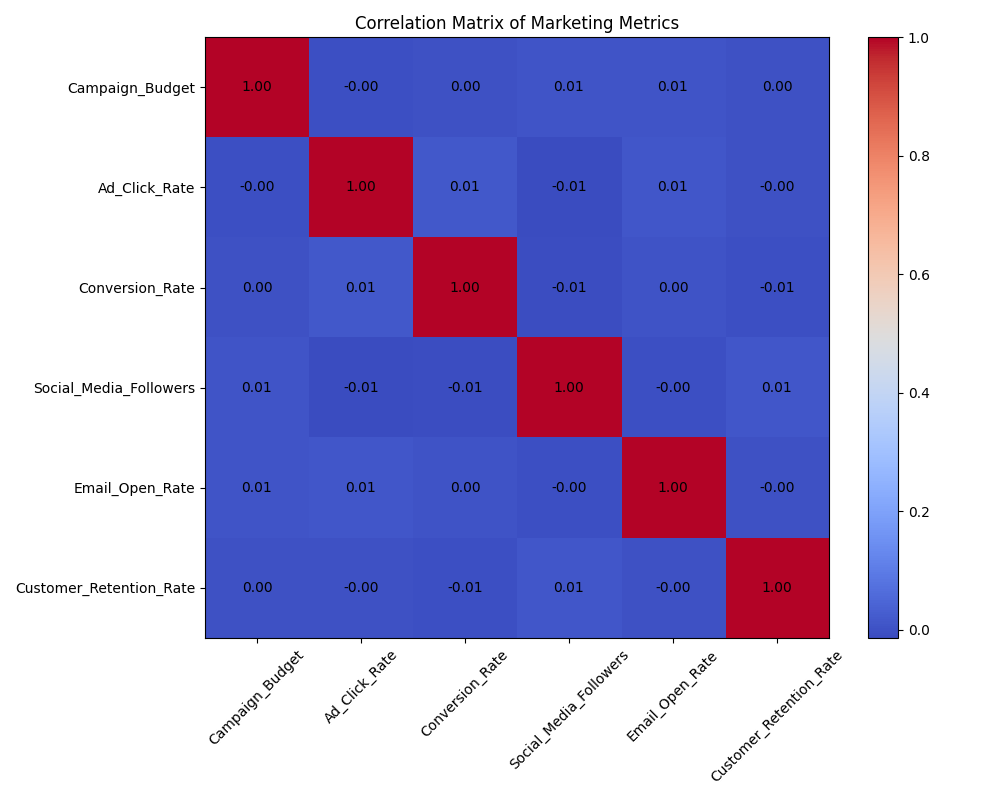 Correlation Matrix of Marketing Metrics
Campaign_Budget 1.00 -0.00 0.00 0.01 0.01 0.00
Ad_Click_Rate -0.00 1.00 0.01 -0.01 0.01 -0.00
Conversion_Rate 0.00 0.01 1.00 -0.01 0.00 -0.01
Social_Media_Followers 0.01 -0.01 -0.01 1.00 -0.00 0.01
Email_Open_Rate 0.01 0.01 0.00 -0.00 1.00 -0.00
Customer_Retention_Rate 0.00 -0.00 -0.01 0.01 -0.00 1.00
Campaign_Budget
Ad_Click_Rate
Conversion_Rate
Social_Media_Followers
Email_Open_Rate
Customer_Retention_Rate
1.0
0.8
0.6
0.4
0.2
0.0